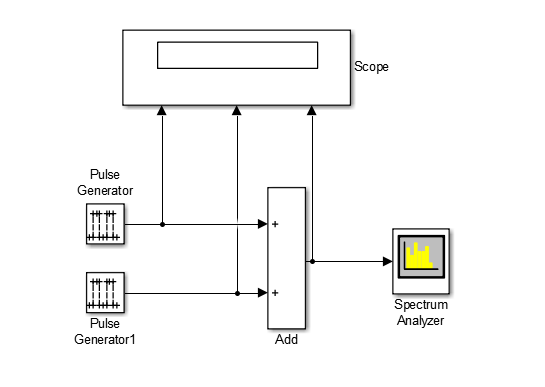 Scope
Pulse
Generator
+
+
Pulse
Generator1
Add
Spectrum
Analyzer